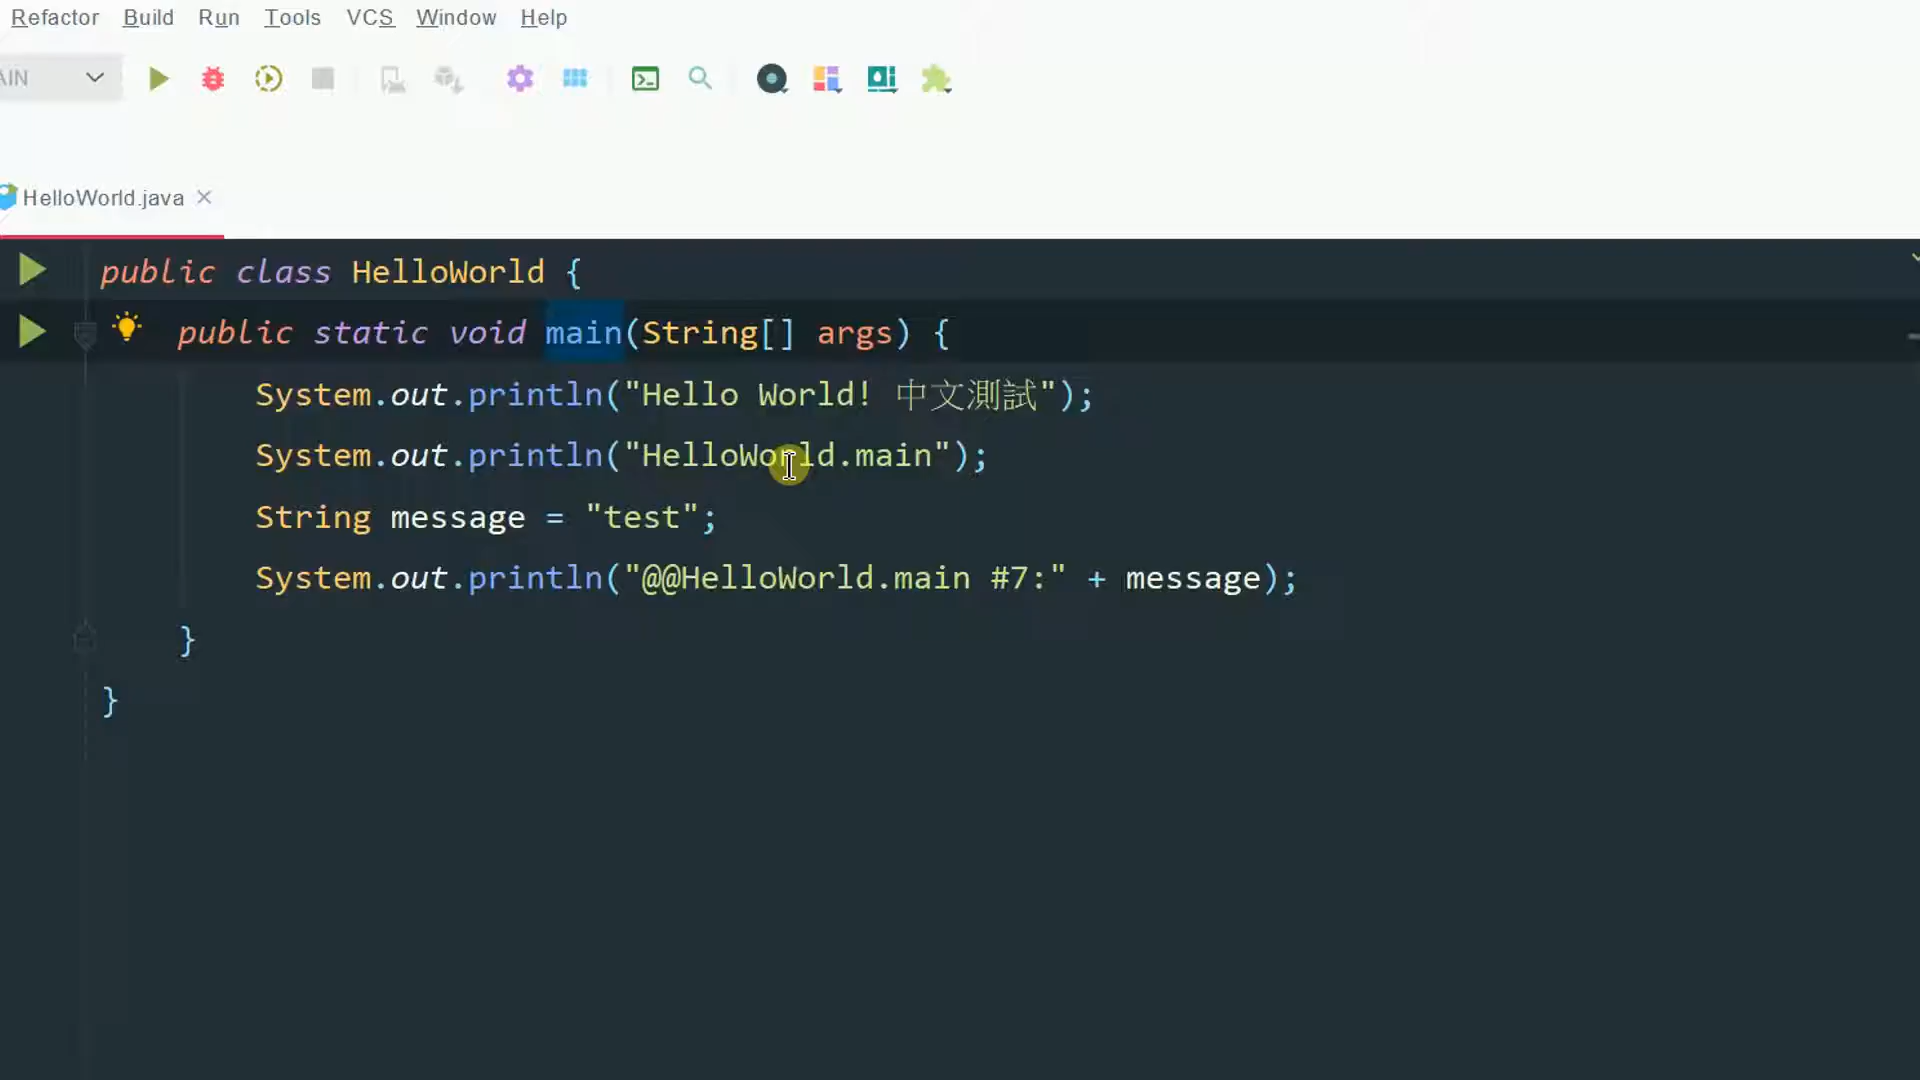 Refactor Build Run Tools VCS Window Help
AIN
HelloWorld.java
public class HelloWorld {
public static void main(String[] args) {
System.out.println("Hello World! 中文測試");
System.out.println("HelloWorld.main");
String message = "test";
System.out.println("@@HelloWorld.main #7:" + message);
}
}